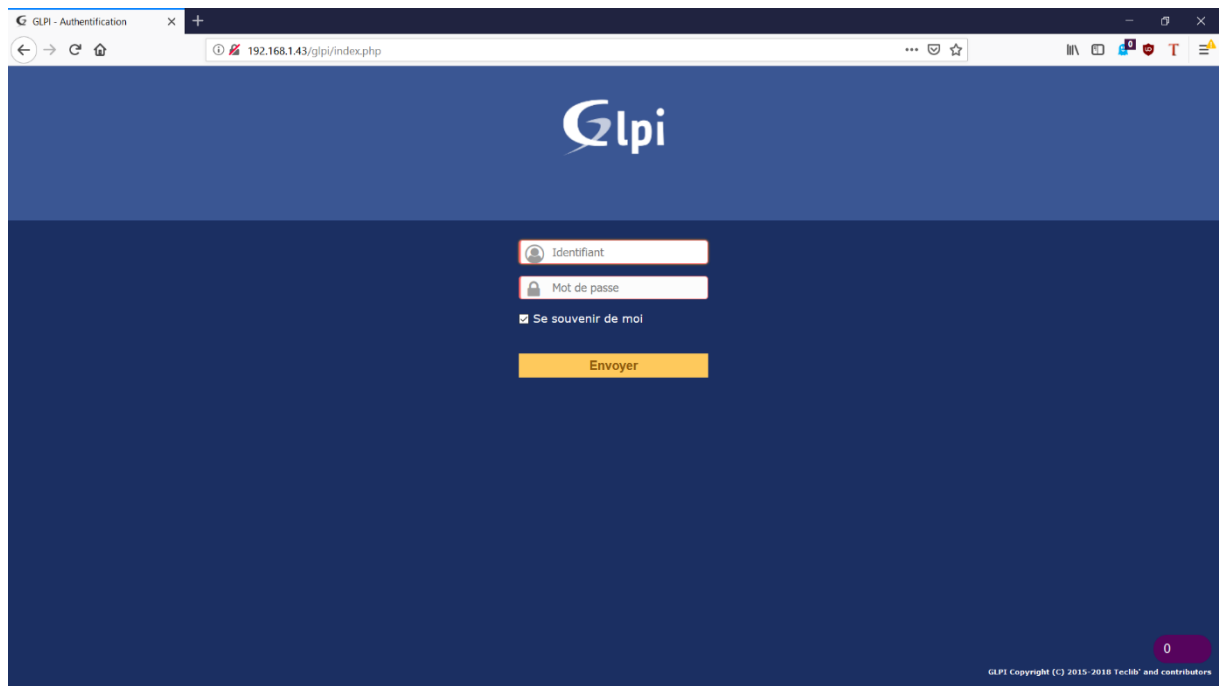 GLPI - Authentification
192.168.1.43/glpi/index.php
0
T
Glpi
Identifiant
Mot de passe
Se souvenir de moi
Envoyer
0
GLPI Copyright (C) 2015-2018 Teclib' and contributors